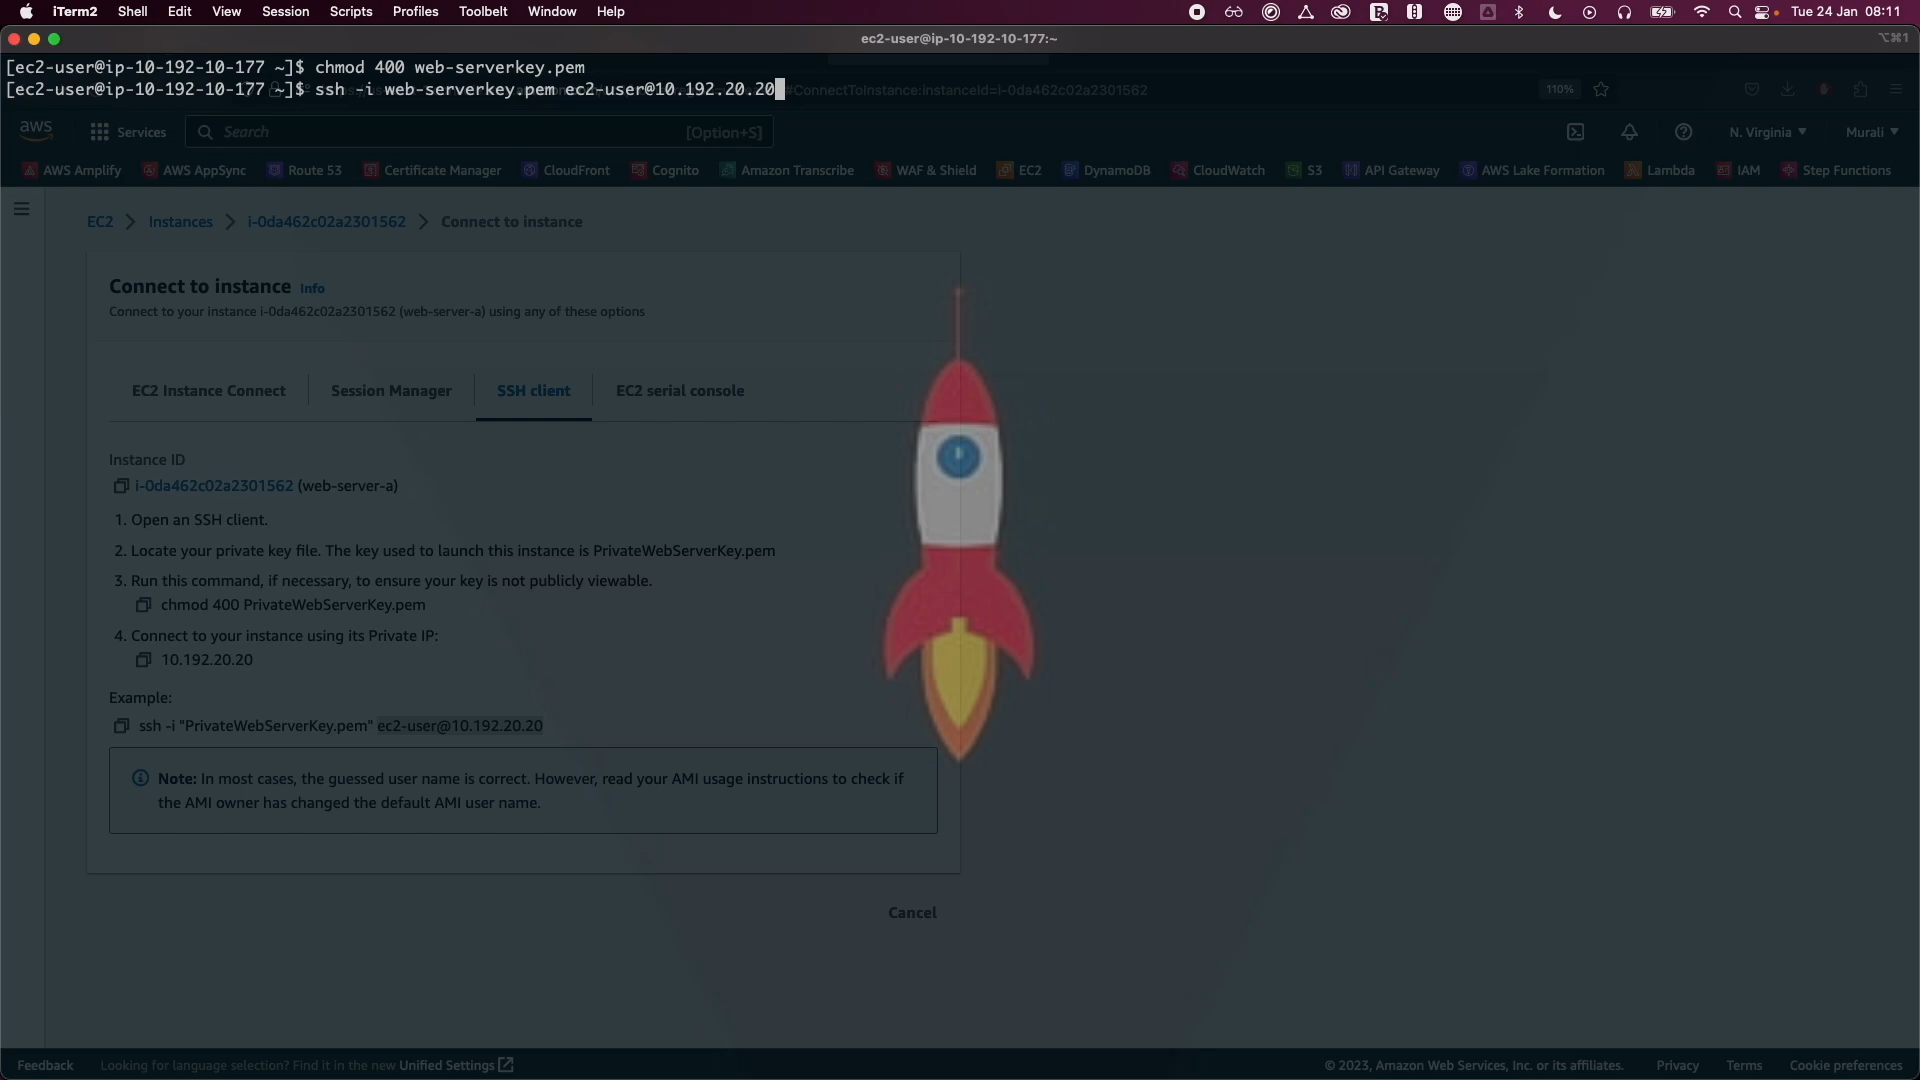 iTerm2 Shell Edit View Session Scripts Profiles Toolbelt Window Help Tue 24 Jan 08:11
ec2-user@ip-10-192-10-177:~ ⌥⌘1
[ec2-user@ip-10-192-10-177 ~]$ chmod 400 web-serverkey.pem
[ec2-user@ip-10-192-10-177 ~]$ ssh -i web-serverkey.pem ec2-user@10.192.20.20
#ConnectToInstance:instanceId=i-0da462c02a2301562 110%
aws Services Search [Option+S] N. Virginia ▼ Murali ▼
AWS Amplify AWS AppSync Route 53 Certificate Manager CloudFront Cognito Amazon Transcribe WAF & Shield EC2 DynamoDB CloudWatch S3 API Gateway AWS Lake Formation Lambda IAM Step Functions
EC2 > Instances > i-0da462c02a2301562 > Connect to instance
Connect to instance Info
Connect to your instance i-0da462c02a2301562 (web-server-a) using any of these options
EC2 Instance Connect Session Manager SSH client EC2 serial console
Instance ID
i-0da462c02a2301562 (web-server-a)
1. Open an SSH client.
2. Locate your private key file. The key used to launch this instance is PrivateWebServerKey.pem
3. Run this command, if necessary, to ensure your key is not publicly viewable.
chmod 400 PrivateWebServerKey.pem
4. Connect to your instance using its Private IP:
10.192.20.20
Example:
ssh -i "PrivateWebServerKey.pem" ec2-user@10.192.20.20
Note: In most cases, the guessed user name is correct. However, read your AMI usage instructions to check if
the AMI owner has changed the default AMI user name.
Cancel
Feedback Looking for language selection? Find it in the new Unified Settings © 2023, Amazon Web Services, Inc. or its affiliates. Privacy Terms Cookie preferences